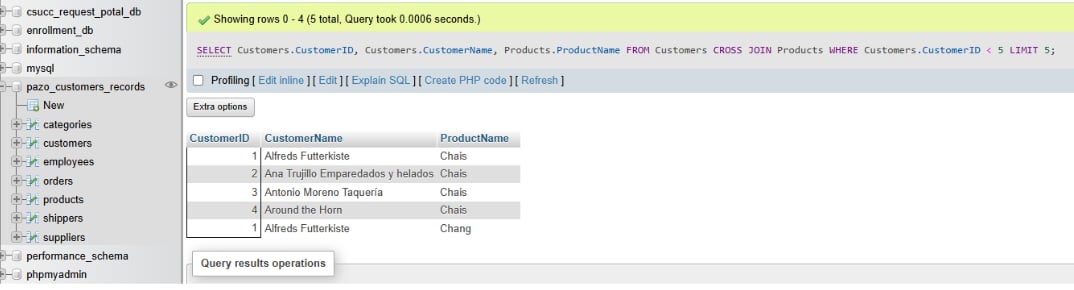 csucc_request_potal_db
enrollment_db
information_schema
mysql
pazo_customers_records
New
categories
customers
employees
orders
products
shippers
suppliers
performance_schema
phpmyadmin
Showing rows 0 - 4 (5 total, Query took 0.0006 seconds.)
SELECT Customers.CustomerID, Customers.CustomerName, Products.ProductName FROM Customers CROSS JOIN Products WHERE Customers.CustomerID < 5 LIMIT 5;
Profiling [ Edit inline ] [ Edit ] [ Explain SQL ] [ Create PHP code ] [ Refresh ]
Extra options
CustomerID CustomerName ProductName
1 Alfreds Futterkiste Chais
2 Ana Trujillo Emparedados y helados Chais
3 Antonio Moreno Taquería Chais
4 Around the Horn Chais
1 Alfreds Futterkiste Chang
Query results operations